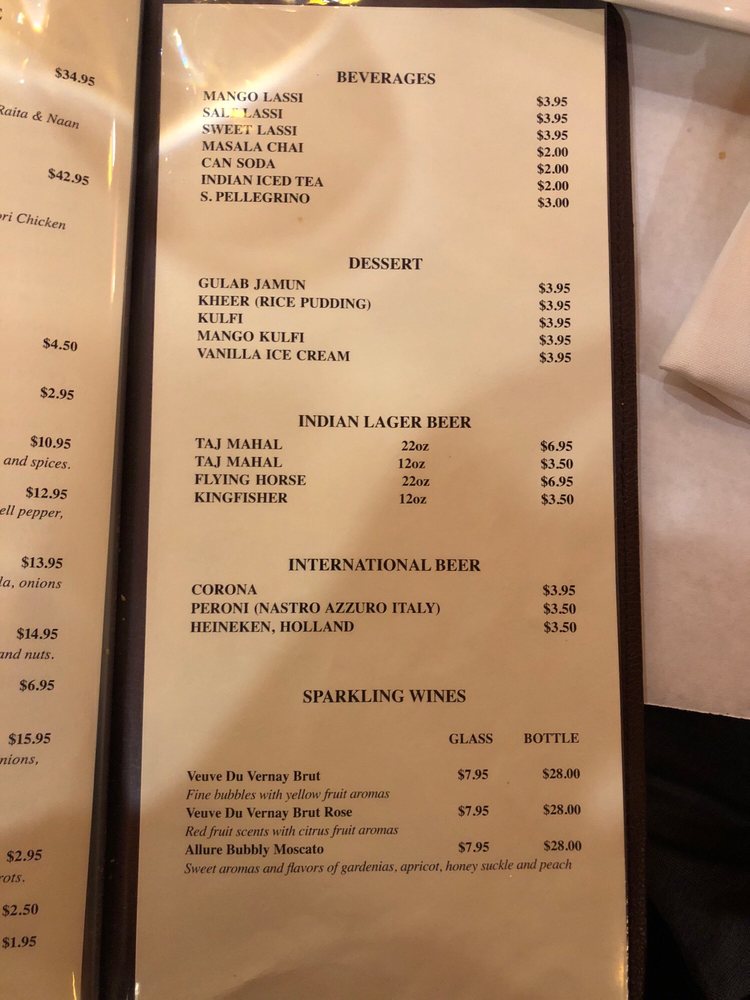 E
$34.95
Raita & Naan
$42.95
ori Chicken
$4.50
$2.95
$10.95
and spices.
$12.95
ell pepper,
$13.95
la, onions
$14.95
and nuts.
$6.95
$15.95
nions,
$2.95
rots.
$2.50
$1.95
BEVERAGES
MANGO LASSI $3.95
SALT LASSI $3.95
SWEET LASSI $3.95
MASALA CHAI $2.00
CAN SODA $2.00
INDIAN ICED TEA $2.00
S. PELLEGRINO $3.00
DESSERT
GULAB JAMUN $3.95
KHEER (RICE PUDDING) $3.95
KULFI $3.95
MANGO KULFI $3.95
VANILLA ICE CREAM $3.95
INDIAN LAGER BEER
TAJ MAHAL 22oz $6.95
TAJ MAHAL 12oz $3.50
FLYING HORSE 22oz $6.95
KINGFISHER 12oz $3.50
INTERNATIONAL BEER
CORONA $3.95
PERONI (NASTRO AZZURO ITALY) $3.50
HEINEKEN, HOLLAND $3.50
SPARKLING WINES
GLASS BOTTLE
Veuve Du Vernay Brut $7.95 $28.00
Fine bubbles with yellow fruit aromas
Veuve Du Vernay Brut Rose $7.95 $28.00
Red fruit scents with citrus fruit aromas
Allure Bubbly Moscato $7.95 $28.00
Sweet aromas and flavors of gardenias, apricot, honey suckle and peach